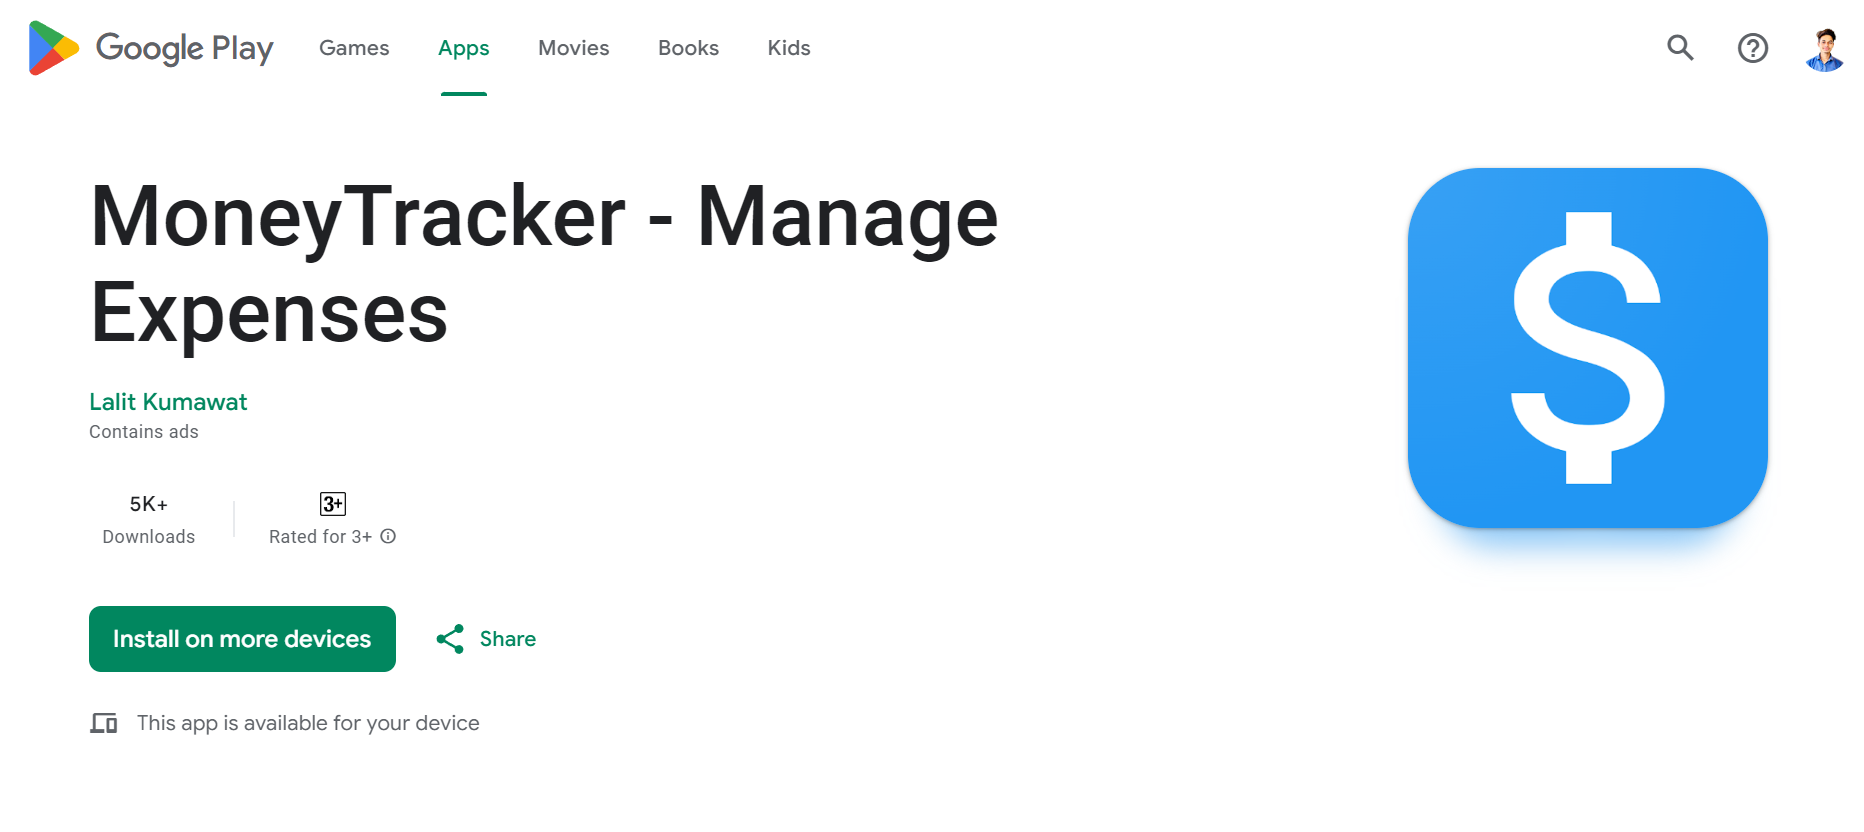 Google Play
Games
Apps
Movies
Books
Kids
MoneyTracker - Manage
Expenses
Lalit Kumawat
Contains ads
5K+
Downloads
3+
Rated for 3+
Install on more devices
Share
This app is available for your device
$